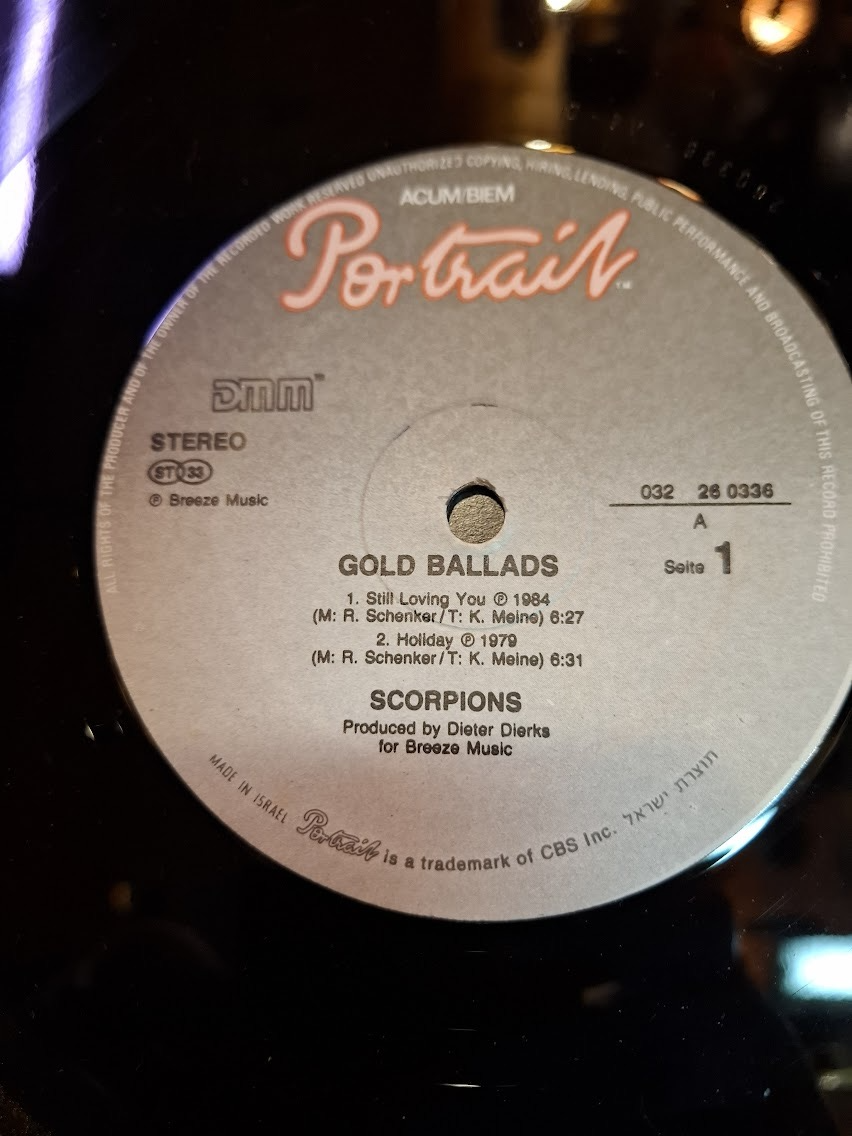 ALL RIGHTS OF THE PRODUCER AND OF THE OWNER OF THE RECORDED WORK RESERVED UNAUTHORIZED COPYING, HIRING, LENDING, PUBLIC PERFORMANCE AND BROADCASTING OF THIS RECORD PROHIBITED
ACUM/BIEM
Portrait™
DMM™
STEREO
ST 33
℗ Breeze Music
032 26 0336
A
Seite 1
GOLD BALLADS
1. Still Loving You ℗ 1984
(M: R. Schenker/T: K. Meine) 6:27
2. Holiday ℗ 1979
(M: R. Schenker/T: K. Meine) 6:31
SCORPIONS
Produced by Dieter Dierks
for Breeze Music
MADE IN ISRAEL Portrait is a trademark of CBS Inc. תוצרת ישראל